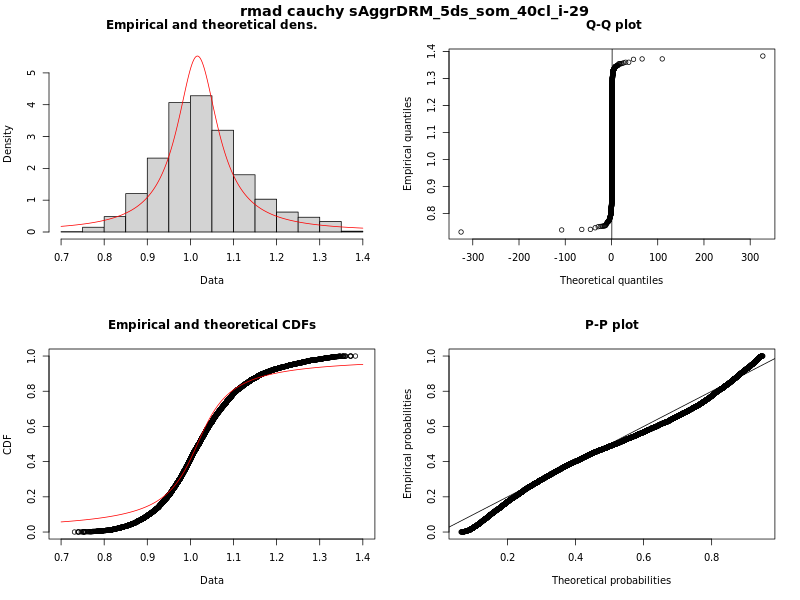 rmad cauchy sAggrDRM_5ds_som_40cl_i-29
Empirical and theoretical dens.
Density
0 1 2 3 4 5
0.7 0.8 0.9 1.0 1.1 1.2 1.3 1.4
Data
Q-Q plot
Empirical quantiles
0.8 0.9 1.0 1.1 1.2 1.3 1.4
-300 -200 -100 0 100 200 300
Theoretical quantiles
Empirical and theoretical CDFs
CDF
0.0 0.2 0.4 0.6 0.8 1.0
0.7 0.8 0.9 1.0 1.1 1.2 1.3 1.4
Data
P-P plot
Empirical probabilities
0.0 0.2 0.4 0.6 0.8 1.0
0.2 0.4 0.6 0.8
Theoretical probabilities